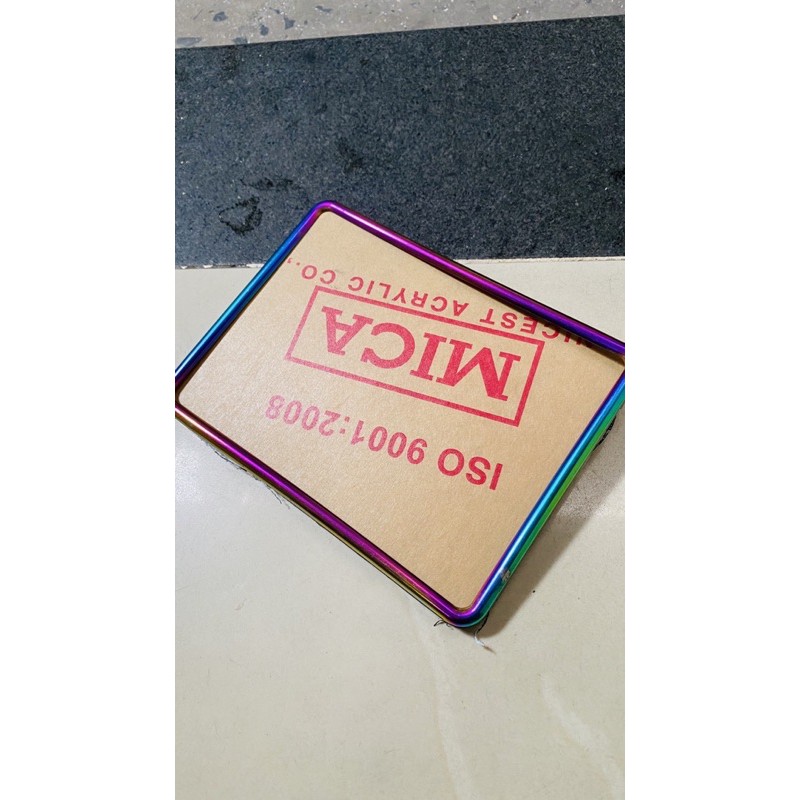 ISO 9001:2008
MICA
ACRYLIC CO.,